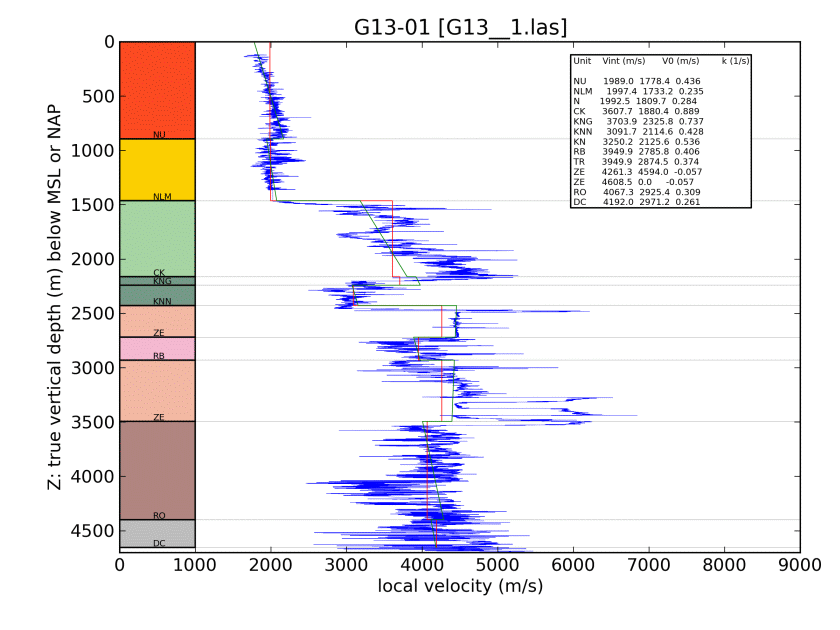 G13-01 [G13__1.las]
0
500
1000
1500
2000
2500
3000
3500
4000
4500
Z: true vertical depth (m) below MSL or NAP
NU
NLM
CK
KNG
KNN
ZE
RB
ZE
RO
DC
Unit Vint (m/s) V0 (m/s) k (1/s)
NU 1989.0 1778.4 0.436
NLM 1997.4 1733.2 0.235
N 1992.5 1809.7 0.284
CK 3607.7 1880.4 0.889
KNG 3703.9 2325.8 0.737
KNN 3091.7 2114.6 0.428
KN 3250.2 2125.6 0.536
RB 3949.9 2785.8 0.406
TR 3949.9 2874.5 0.374
ZE 4261.3 4594.0 -0.057
ZE 4608.5 0.0 -0.057
RO 4067.3 2925.4 0.309
DC 4192.0 2971.2 0.261
0 1000 2000 3000 4000 5000 6000 7000 8000 9000
local velocity (m/s)